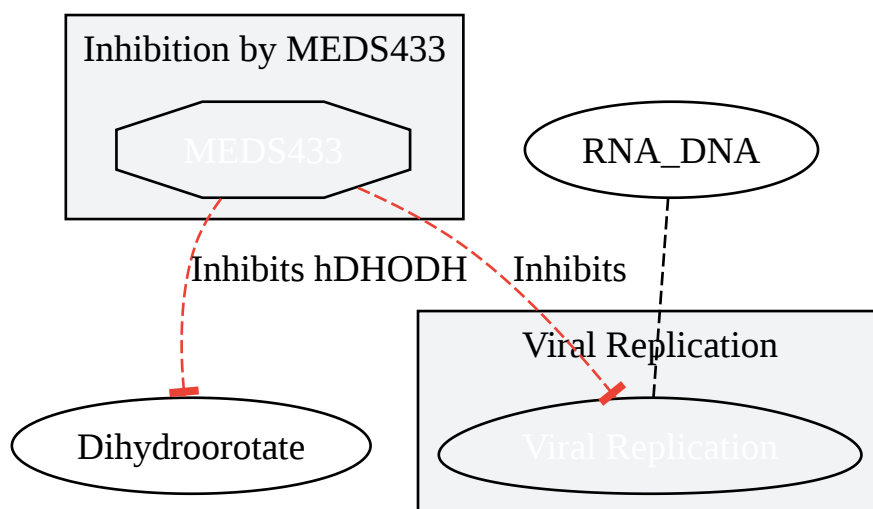 Inhibition by MEDS433
MEDS433
RNA_DNA
Inhibits hDHODH
Inhibits
Viral Replication
Dihydroorotate
Viral Replication